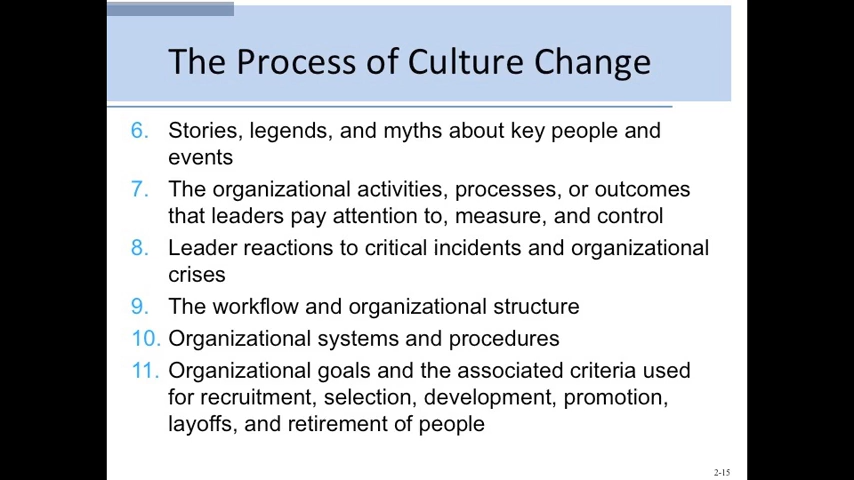 The Process of Culture Change
6. Stories, legends, and myths about key people and
events
7. The organizational activities, processes, or outcomes
that leaders pay attention to, measure, and control
8. Leader reactions to critical incidents and organizational
crises
9. The workflow and organizational structure
10. Organizational systems and procedures
11. Organizational goals and the associated criteria used
for recruitment, selection, development, promotion,
layoffs, and retirement of people
2-15